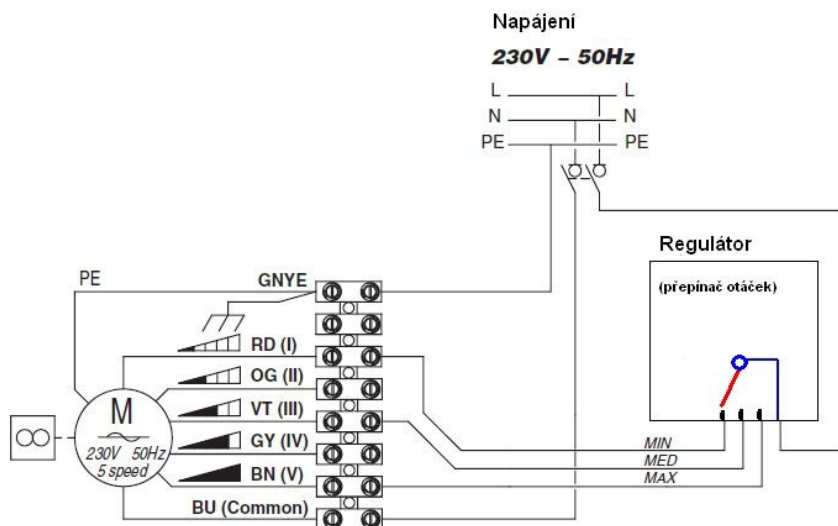 Napájení
230V – 50Hz
L L
N N
PE PE
Regulátor
(přepínač otáček)
PE GNYE
RD (I)
OG (II)
VT (III)
GY (IV)
BN (V)
BU (Common)
M
230V 50Hz
5 speed
MIN
MED
MAX